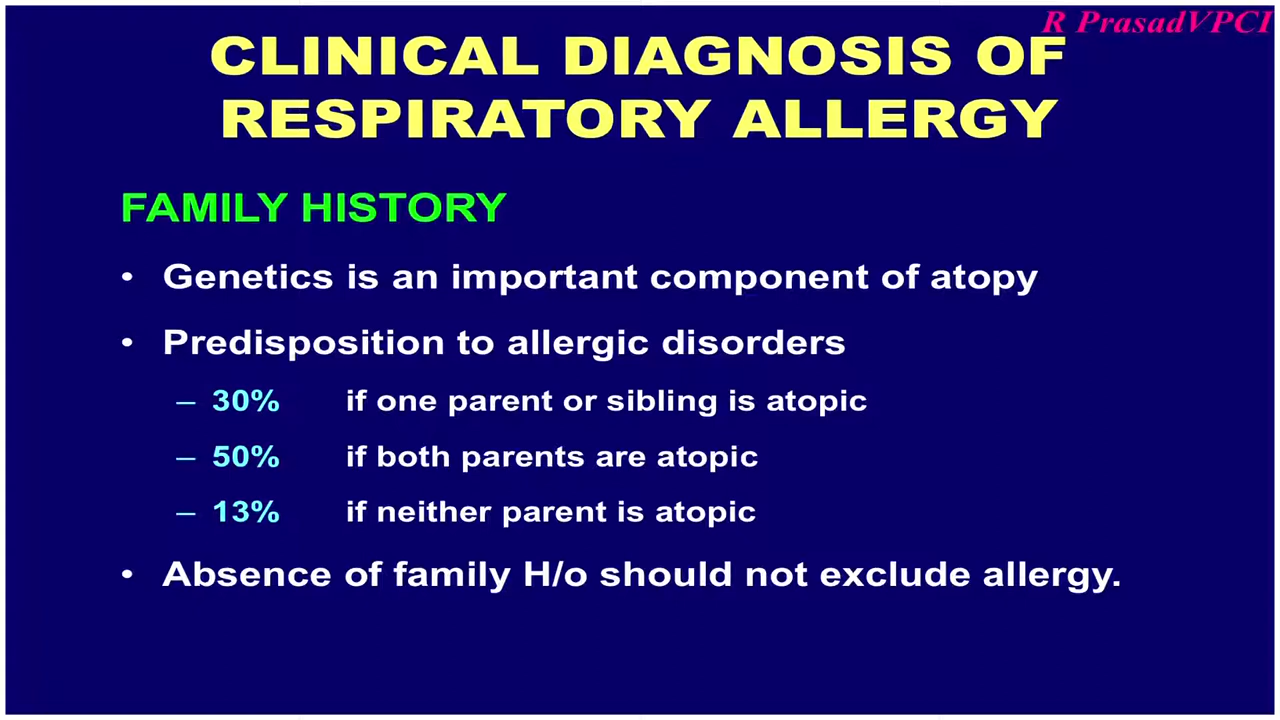 R PrasadVPCI
CLINICAL DIAGNOSIS OF
RESPIRATORY ALLERGY
FAMILY HISTORY
• Genetics is an important component of atopy
• Predisposition to allergic disorders
– 30% if one parent or sibling is atopic
– 50% if both parents are atopic
– 13% if neither parent is atopic
• Absence of family H/o should not exclude allergy.